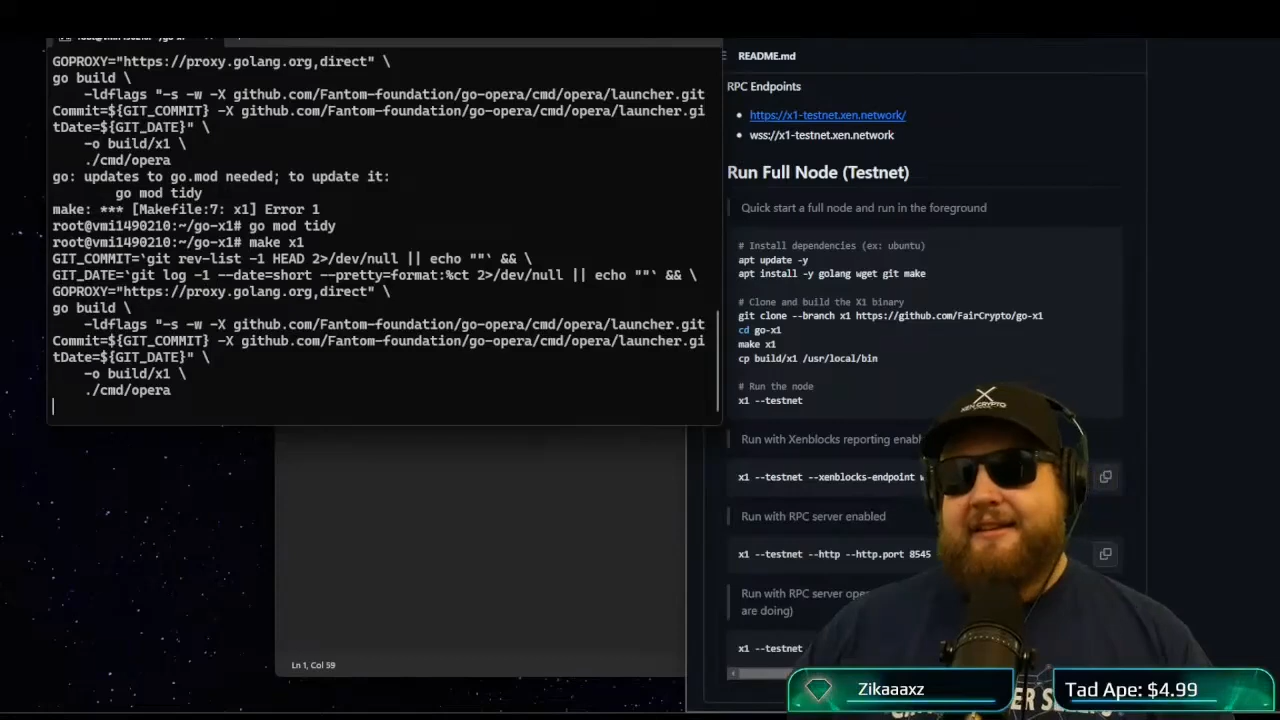 GOPROXY="https://proxy.golang.org,direct" \
go build \
-ldflags "-s -w -X github.com/Fantom-foundation/go-opera/cmd/opera/launcher.git
Commit=${GIT_COMMIT} -X github.com/Fantom-foundation/go-opera/cmd/opera/launcher.gi
tDate=${GIT_DATE}" \
-o build/x1 \
./cmd/opera
go: updates to go.mod needed; to update it:
go mod tidy
make: *** [Makefile:7: x1] Error 1
root@vmi1490210:~/go-x1# go mod tidy
root@vmi1490210:~/go-x1# make x1
GIT_COMMIT=`git rev-list -1 HEAD 2>/dev/null || echo ""` && \
GIT_DATE=`git log -1 --date=short --pretty=format:%ct 2>/dev/null || echo ""` && \
GOPROXY="https://proxy.golang.org,direct" \
go build \
-ldflags "-s -w -X github.com/Fantom-foundation/go-opera/cmd/opera/launcher.git
Commit=${GIT_COMMIT} -X github.com/Fantom-foundation/go-opera/cmd/opera/launcher.gi
tDate=${GIT_DATE}" \
-o build/x1 \
./cmd/opera
Ln 1, Col 59
README.md
RPC Endpoints
https://x1-testnet.xen.network/
wss://x1-testnet.xen.network
Run Full Node (Testnet)
Quick start a full node and run in the foreground
# Install dependencies (ex: ubuntu)
apt update -y
apt install -y golang wget git make
# Clone and build the X1 binary
git clone --branch x1 https://github.com/FairCrypto/go-x1
cd go-x1
make x1
cp build/x1 /usr/local/bin
# Run the node
x1 --testnet
Run with Xenblocks reporting
x1 --testnet --xenblocks-endpoint
Run with RPC server enabled
x1 --testnet --http --http.port 8545
Run with RPC server
are doing)
x1 --testnet
XEN CRYPTO
Zikaaaxz
Tad Ape: $4.99